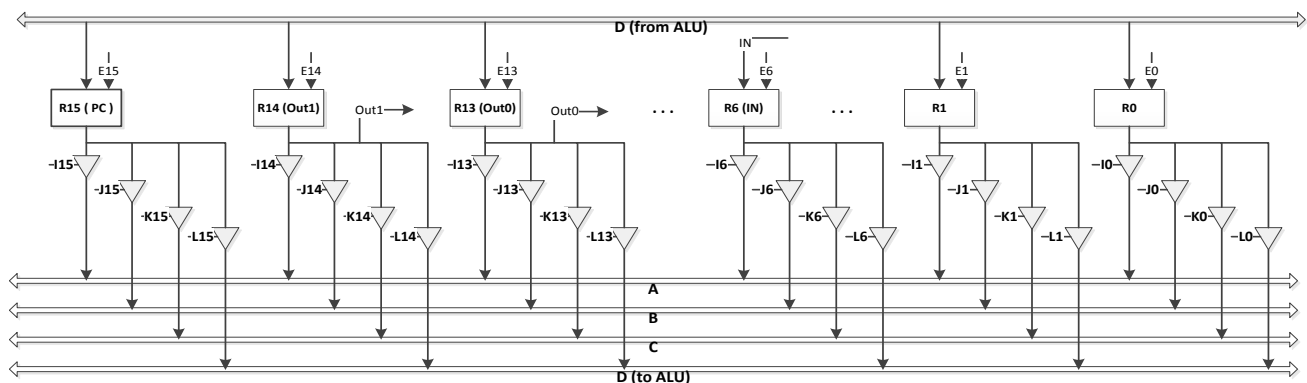 D (from ALU)
IN
E15
E14
E13
E6
E1
E0
R15 ( PC )
R14 (Out1)
Out1
R13 (Out0)
Out0
...
R6 (IN)
...
R1
R0
–I15
–I14
–I13
–I6
–I1
–I0
-J15
-J14
-J13
–J6
–J1
–J0
-K15
-K14
-K13
–K6
–K1
–K0
-L15
-L14
-L13
–L6
–L1
–L0
A
B
C
D (to ALU)